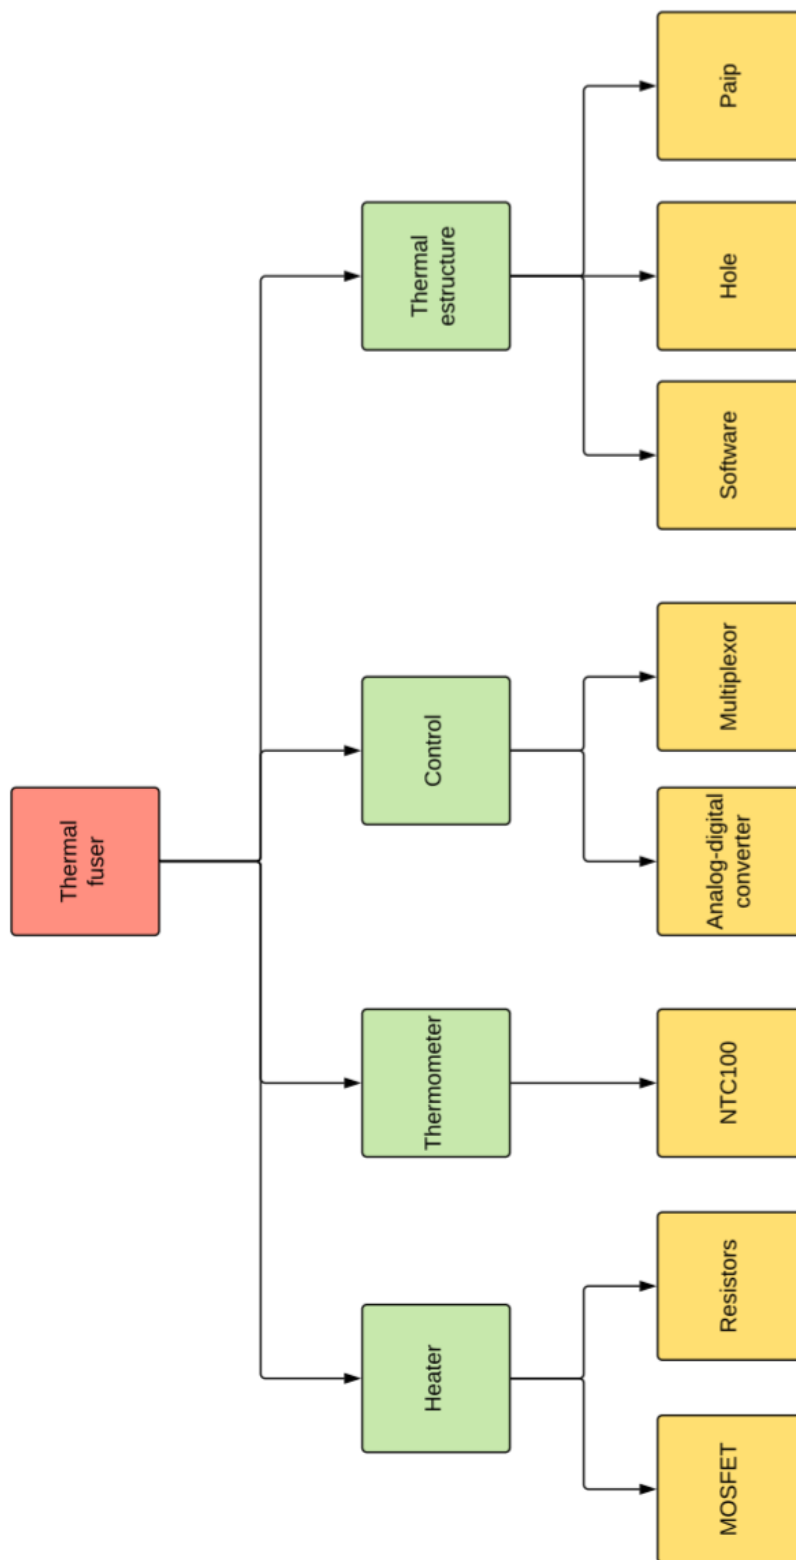 Thermal
fuser
Heater
Thermometer
Control
Thermal
estructure
MOSFET
Resistors
NTC100
Analog-digital
converter
Multiplexor
Software
Hole
Paip